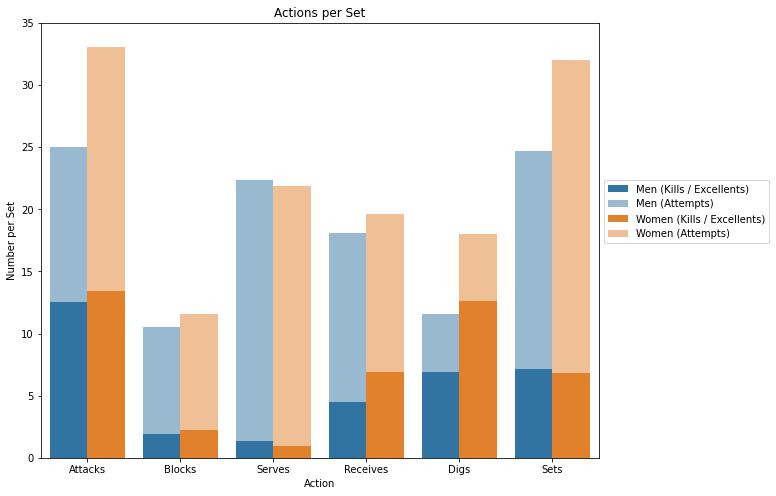 Actions per Set
35
30
25
20
15
10
5
0
Number per Set
Attacks Blocks Serves Receives Digs Sets
Action
Men (Kills / Excellents)
Men (Attempts)
Women (Kills / Excellents)
Women (Attempts)